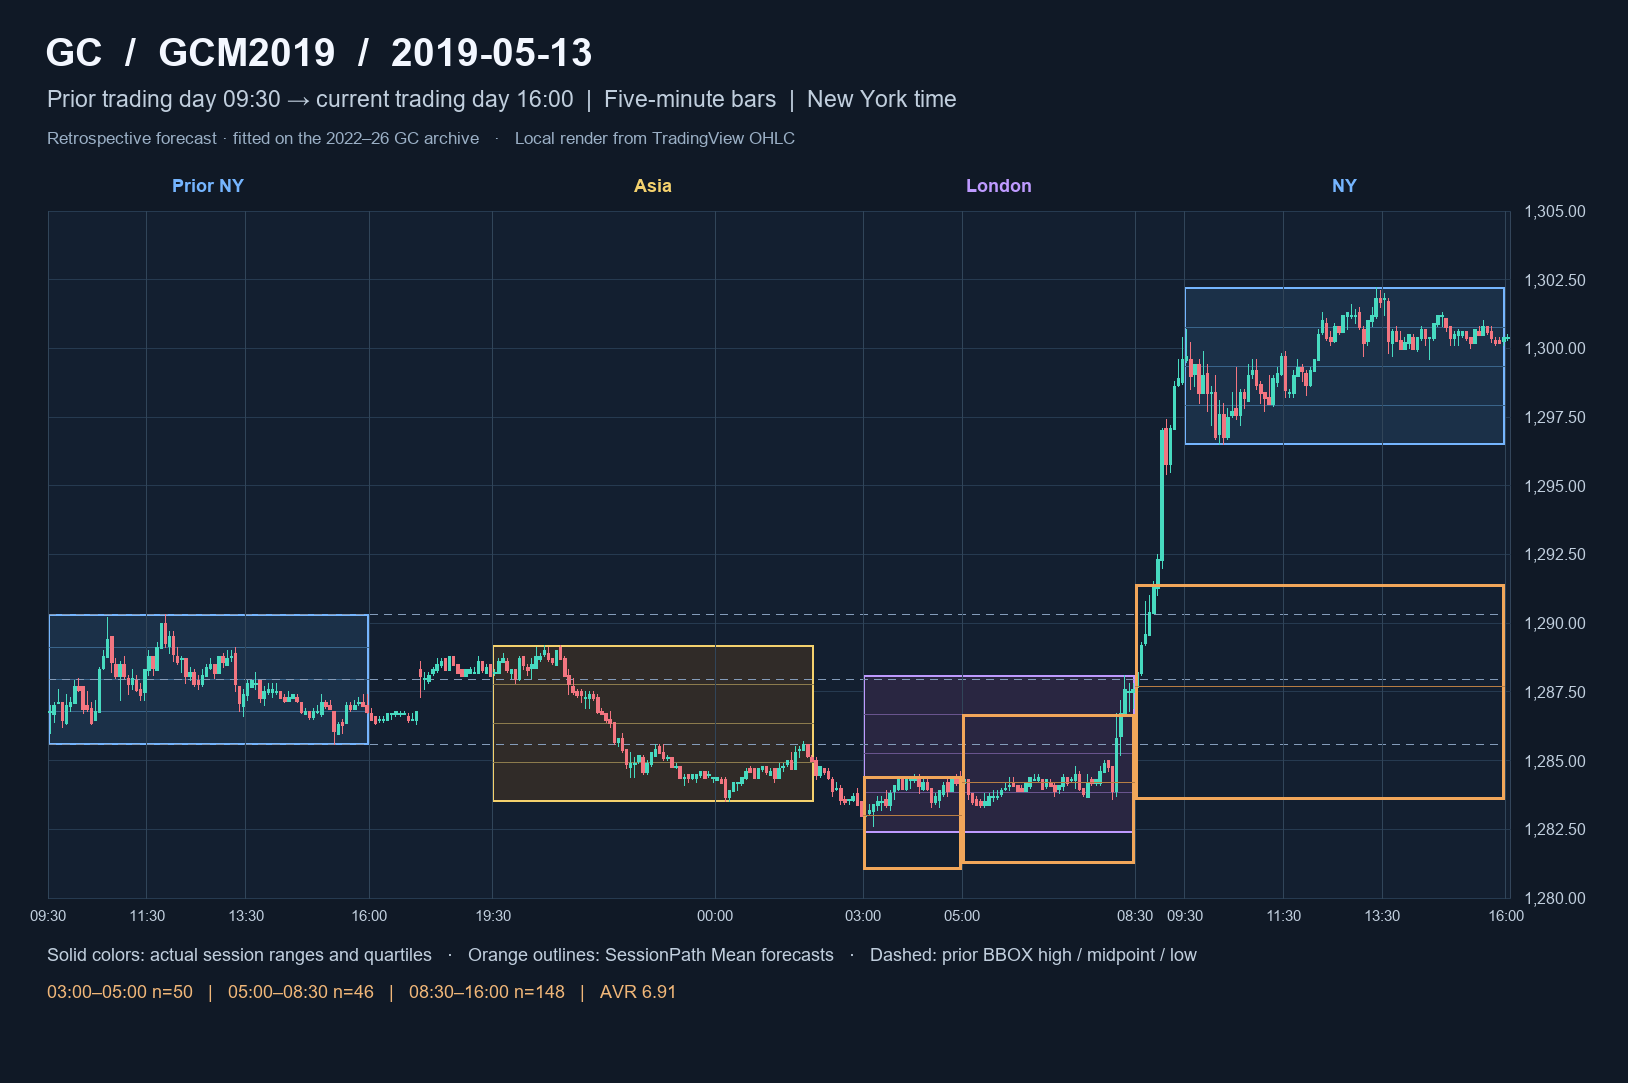 GC / GCM2019 / 2019-05-13
Prior trading day 09:30 → current trading day 16:00 | Five-minute bars | New York time
Retrospective forecast · fitted on the 2022–26 GC archive · Local render from TradingView OHLC
Prior NY Asia London NY
1,305.00
1,302.50
1,300.00
1,297.50
1,295.00
1,292.50
1,290.00
1,287.50
1,285.00
1,282.50
1,280.00
09:30 11:30 13:30 16:00 19:30 00:00 03:00 05:00 08:30 09:30 11:30 13:30 16:00
Solid colors: actual session ranges and quartiles · Orange outlines: SessionPath Mean forecasts · Dashed: prior BBOX high / midpoint / low
03:00–05:00 n=50 | 05:00–08:30 n=46 | 08:30–16:00 n=148 | AVR 6.91